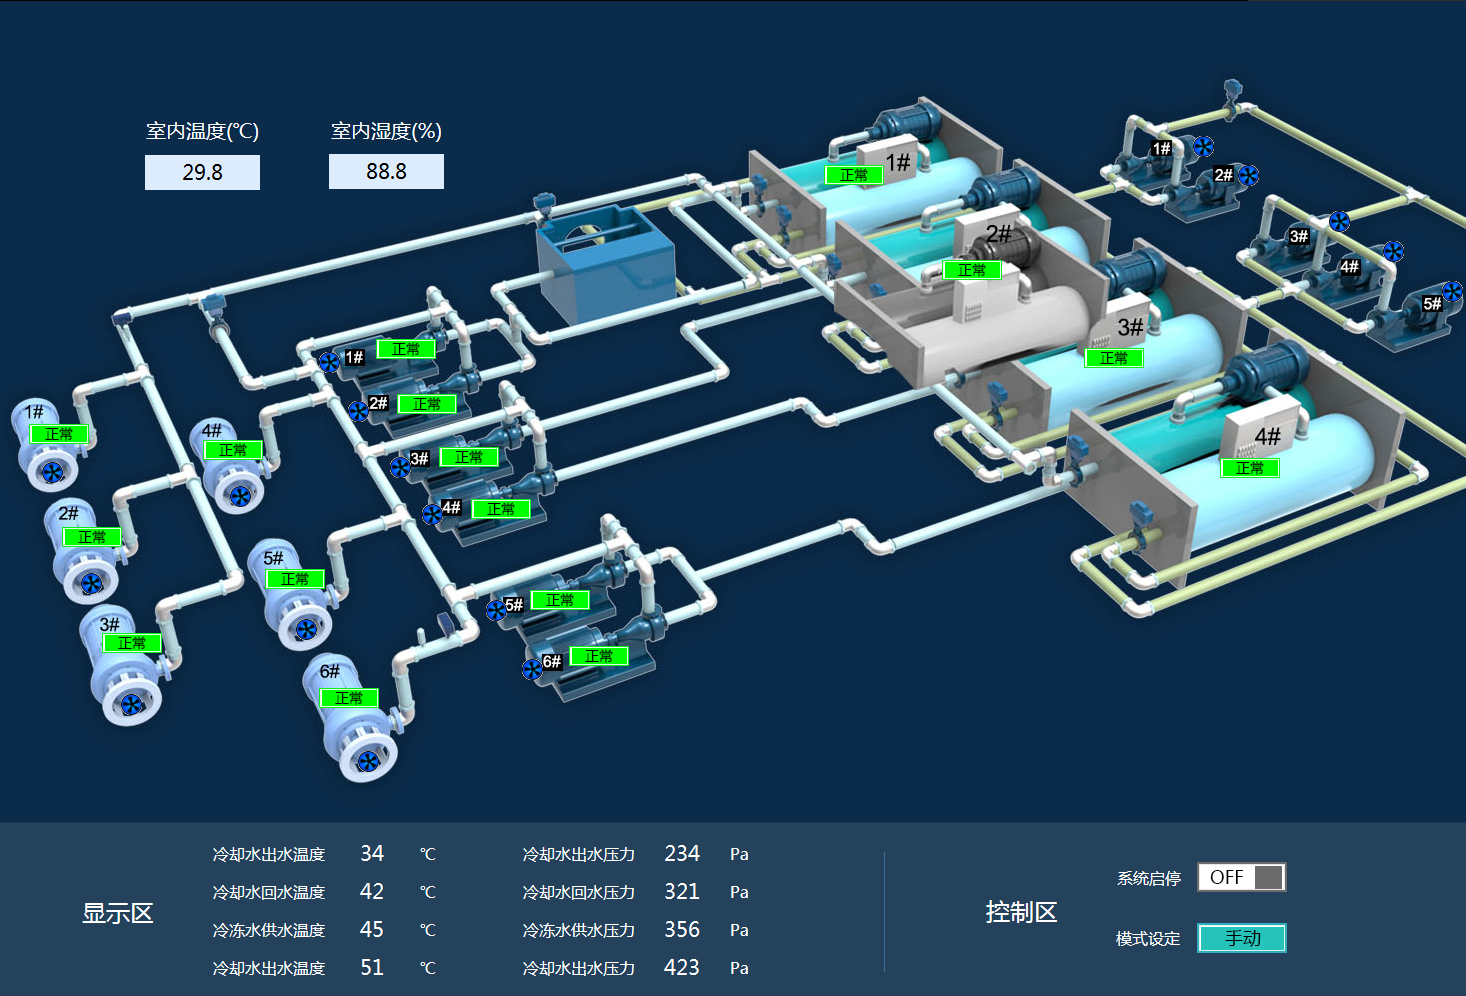 室内温度(℃)
室内湿度(%)
29.8
88.8
1#
正常
2#
正常
3#
正常
4#
正常
1#
2#
3#
4#
5#
1#
正常
2#
正常
3#
正常
4#
正常
5#
正常
6#
正常
1#
正常
2#
正常
3#
正常
4#
正常
5#
正常
6#
正常
显示区
冷却水出水温度 34 ℃
冷却水出水压力 234 Pa
冷却水回水温度 42 ℃
冷却水回水压力 321 Pa
冷冻水供水温度 45 ℃
冷冻水供水压力 356 Pa
冷却水出水温度 51 ℃
冷却水出水压力 423 Pa
控制区
系统启停 OFF
模式设定 手动